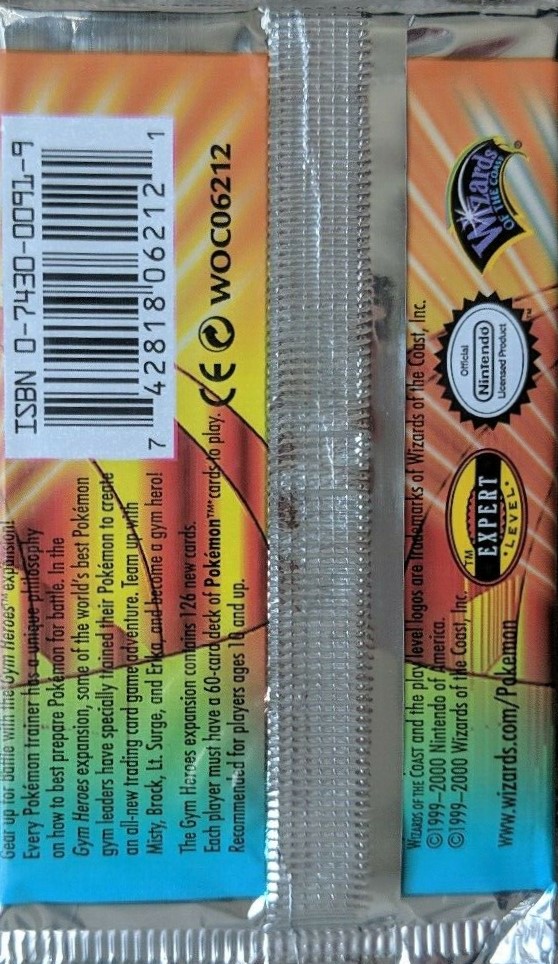 Gear up for battle with the Gym Heroes™ expansion!
Every Pokémon trainer has a unique philosophy
on how to best prepare Pokémon for battle. In the
Gym Heroes expansion, some of the world's best Pokémon
gym leaders have specially trained their Pokémon to create
an all-new trading card game adventure. Team up with
Misty, Brock, Lt. Surge, and Erika and become a gym hero!
The Gym Heroes expansion contains 126 new cards.
Each player must have a 60-card deck of Pokémon™ cards to play.
Recommended for players ages 10 and up.
ISBN 0-7430-0091-9
7 42818 06212 1
CE WOC06212
WIZARDS OF THE COAST and the play level logos are trademarks of Wizards of the Coast, Inc.
©1999–2000 Nintendo of America.
©1999–2000 Wizards of the Coast, Inc.
www.wizards.com/Pokemon
TM
EXPERT
LEVEL
Official
Nintendo®
Licensed Product
TM
Wizards
OF THE COAST®